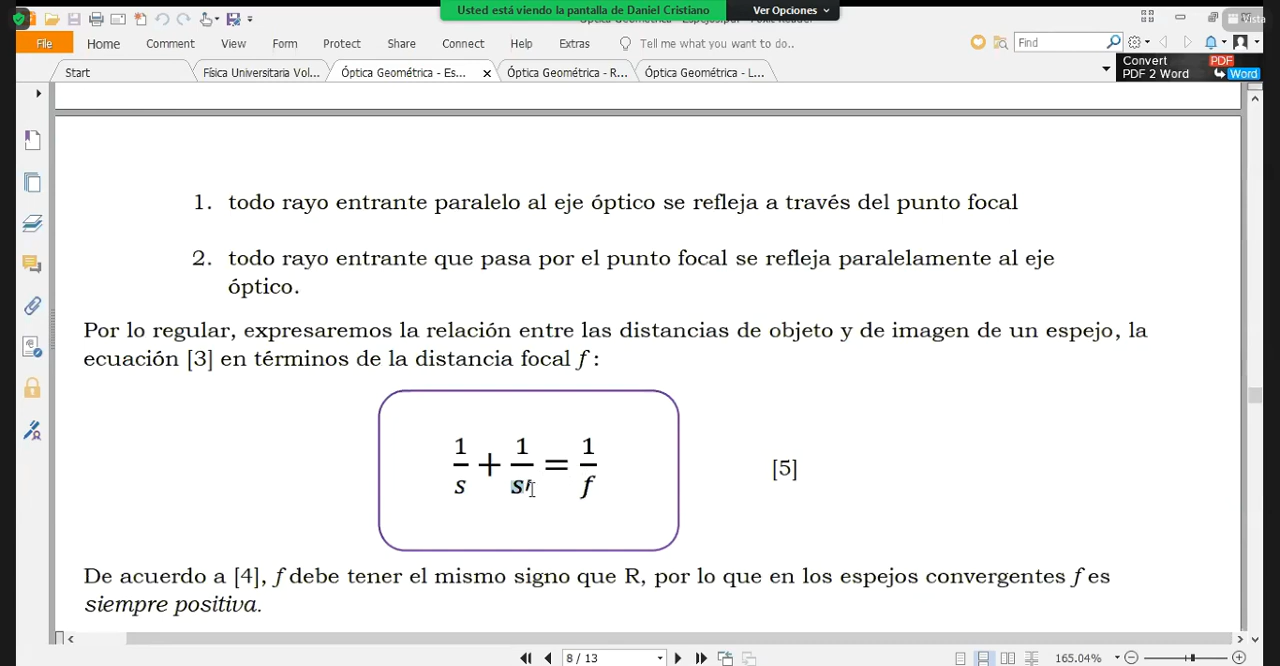 Usted está viendo la pantalla de Daniel Cristiano
Ver Opciones
Vista
File Home Comment View Form Protect Share Connect Help Extras Tell me what you want to do.. Find
Start Física Universitaria Vol... Óptica Geométrica - Es... × Óptica Geométrica - R... Óptica Geométrica - L...
Convert PDF
PDF 2 Word Word
1. todo rayo entrante paralelo al eje óptico se refleja a través del punto focal
2. todo rayo entrante que pasa por el punto focal se refleja paralelamente al eje
óptico.
Por lo regular, expresaremos la relación entre las distancias de objeto y de imagen de un espejo, la
ecuación [3] en términos de la distancia focal f :
1/s + 1/s′ = 1/f [5]
De acuerdo a [4], f debe tener el mismo signo que R, por lo que en los espejos convergentes f es
siempre positiva.
8 / 13 165.04%